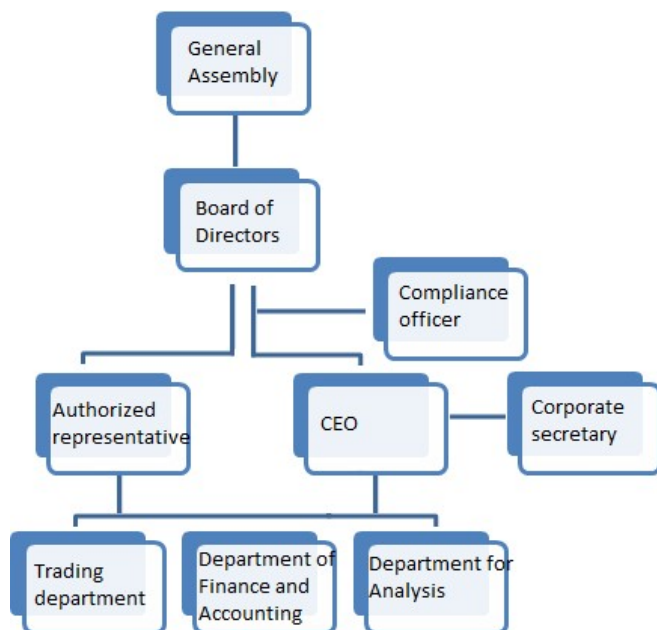 General
Assembly
Board of
Directors
Compliance
officer
Authorized
representative
CEO
Corporate
secretary
Trading
department
Department of
Finance and
Accounting
Department for
Analysis